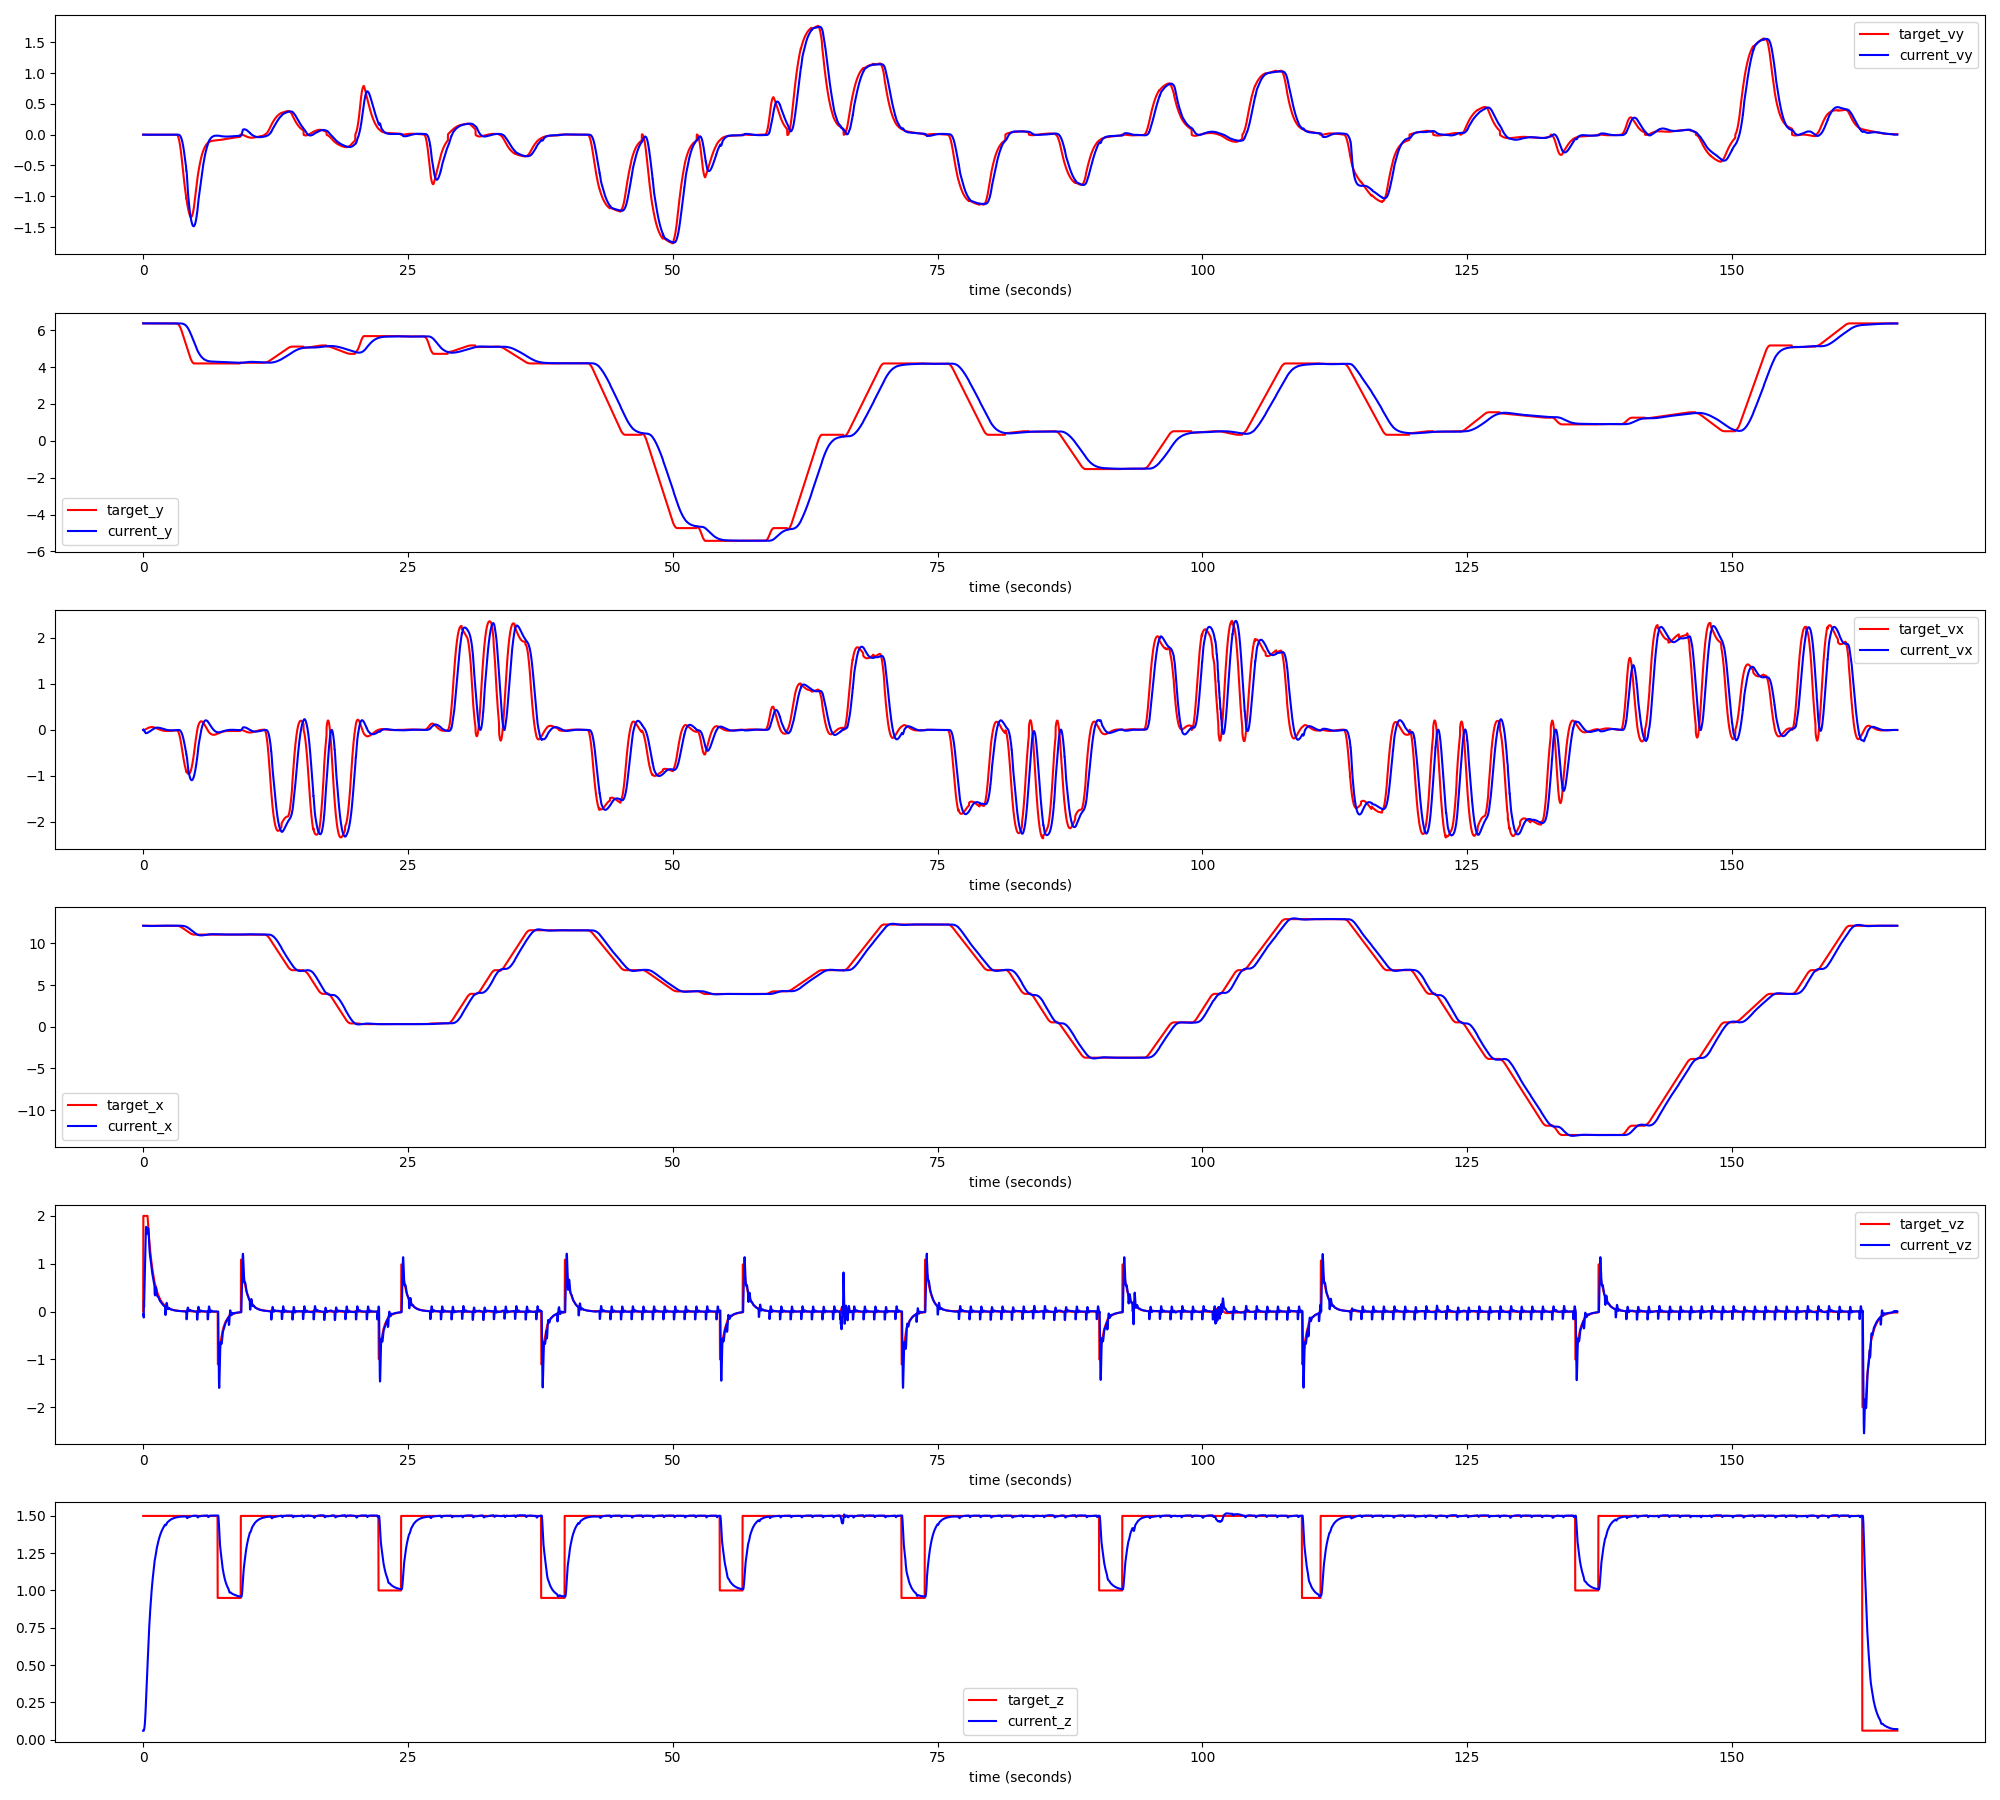 target_vy
current_vy
1.5
1.0
0.5
0.0
−0.5
−1.0
−1.5
0 25 50 75 100 125 150
time (seconds)
target_y
current_y
6
4
2
0
−2
−4
−6
0 25 50 75 100 125 150
time (seconds)
target_vx
current_vx
2
1
0
−1
−2
0 25 50 75 100 125 150
time (seconds)
target_x
current_x
10
5
0
−5
−10
0 25 50 75 100 125 150
time (seconds)
target_vz
current_vz
2
1
0
−1
−2
0 25 50 75 100 125 150
time (seconds)
target_z
current_z
1.50
1.25
1.00
0.75
0.50
0.25
0.00
0 25 50 75 100 125 150
time (seconds)